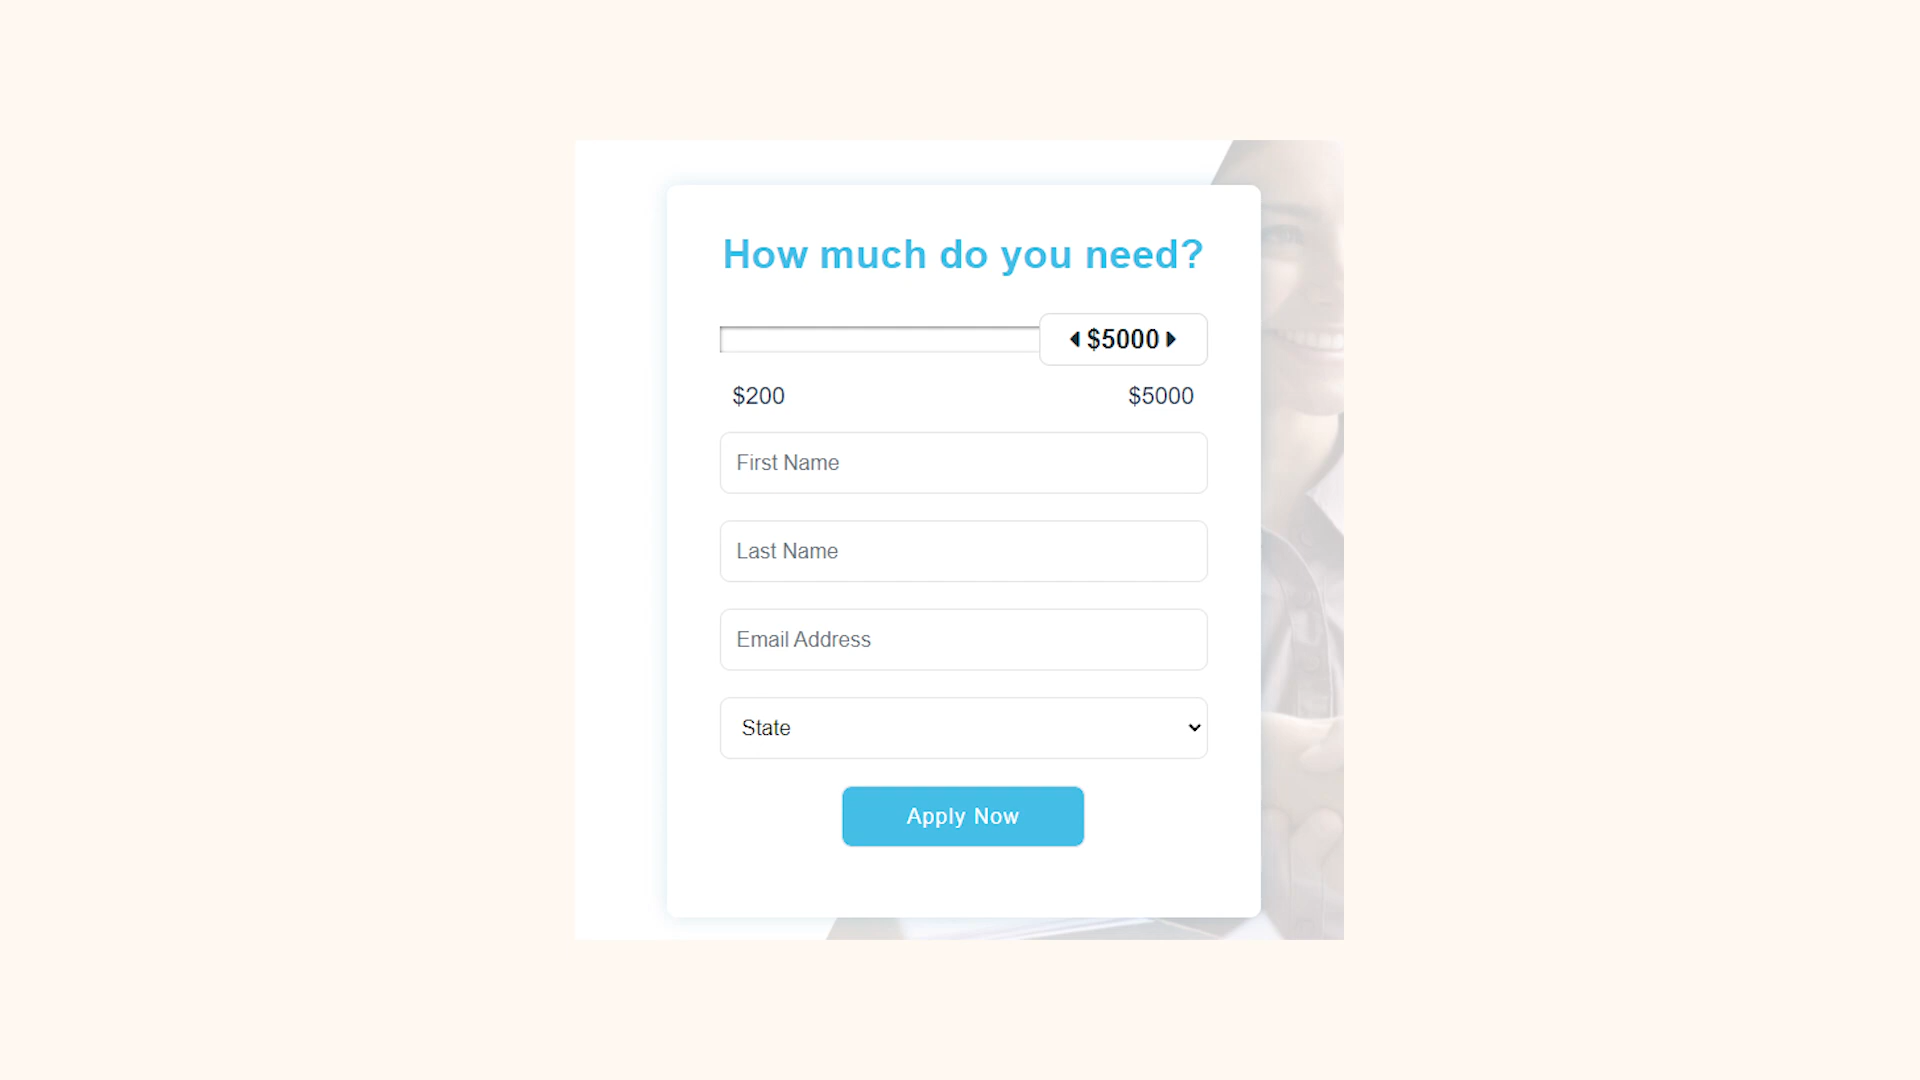 How much do you need?
$5000
$200 $5000
First Name
Last Name
Email Address
State
Apply Now